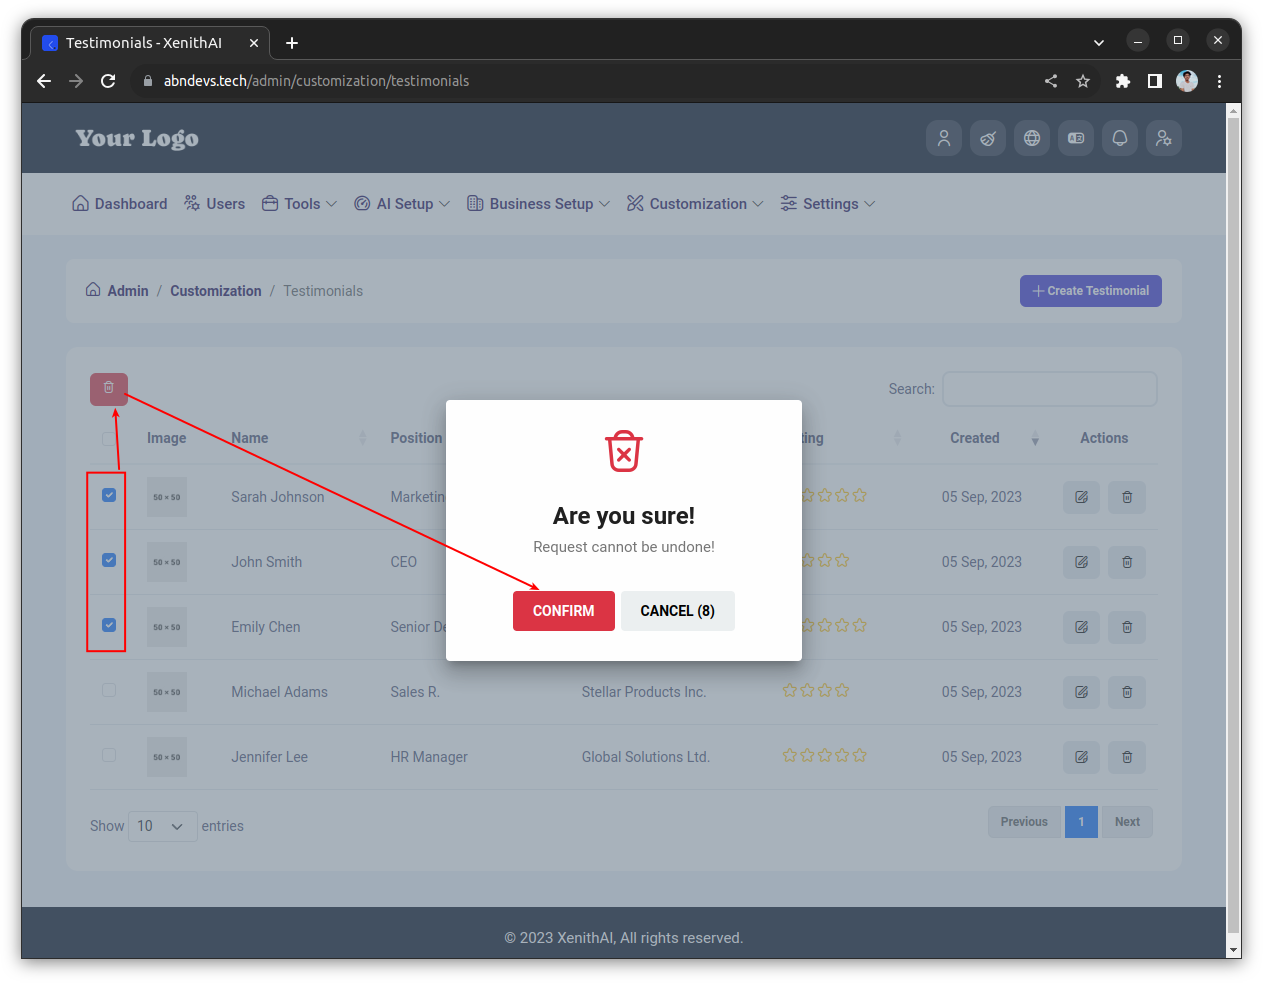 Testimonials - XenithAI
abndevs.tech/admin/customization/testimonials
Your Logo
Dashboard Users Tools AI Setup Business Setup Customization Settings
Admin / Customization / Testimonials
Create Testimonial
Search:
Image Name Position ting Created Actions
50 × 50 Sarah Johnson Marketin 05 Sep, 2023
50 × 50 John Smith CEO 05 Sep, 2023
50 × 50 Emily Chen Senior De 05 Sep, 2023
50 × 50 Michael Adams Sales R. Stellar Products Inc. 05 Sep, 2023
50 × 50 Jennifer Lee HR Manager Global Solutions Ltd. 05 Sep, 2023
Are you sure!
Request cannot be undone!
CONFIRM CANCEL (8)
Show 10 entries
Previous 1 Next
© 2023 XenithAI, All rights reserved.